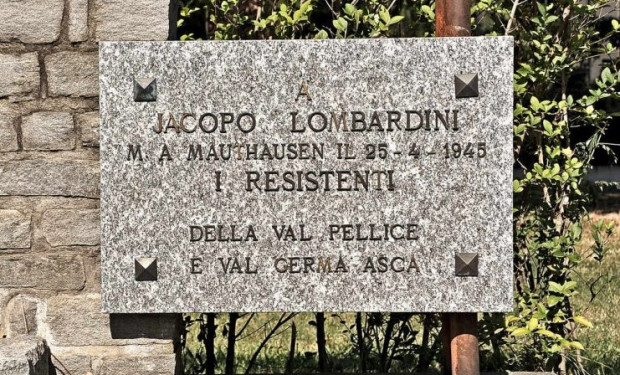 A
JACOPO LOMBARDINI
M. A MAUTHAUSEN IL 25-4-1945
I RESISTENTI
DELLA VAL PELLICE
E VAL GERMANASCA